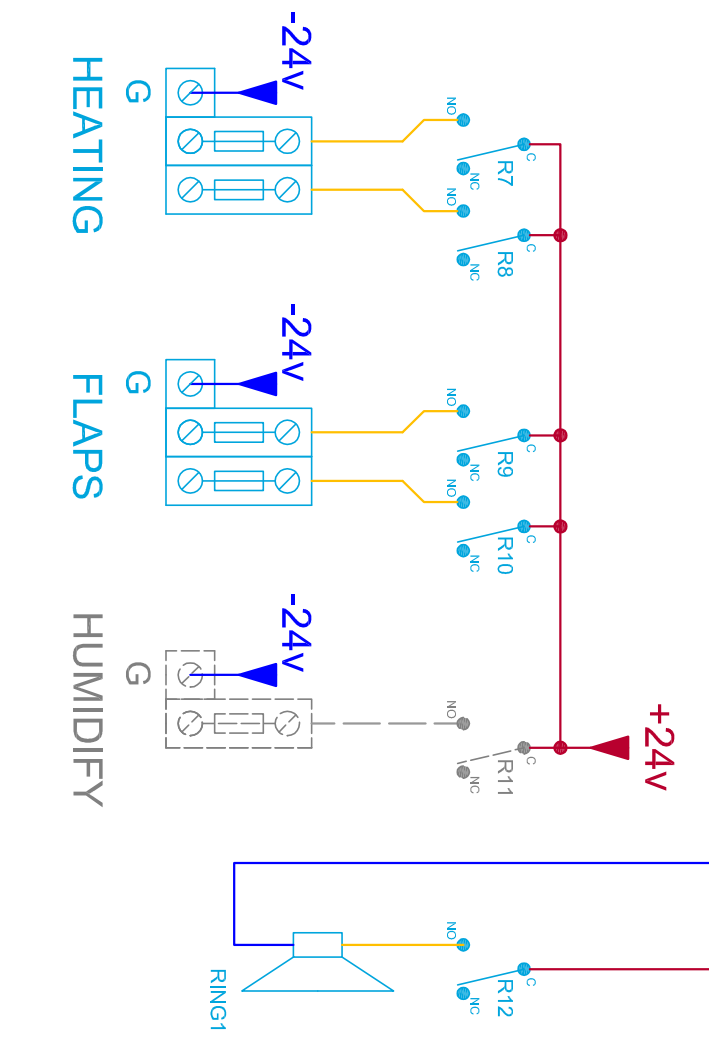 HEATING
G
-24v
NO
C
NC
R7
NO
C
NC
R8
FLAPS
G
-24v
NO
C
NC
R9
NO
C
NC
R10
HUMIDIFY
G
-24v
NO
C
NC
R11
+24v
RING1
NO
C
NC
R12